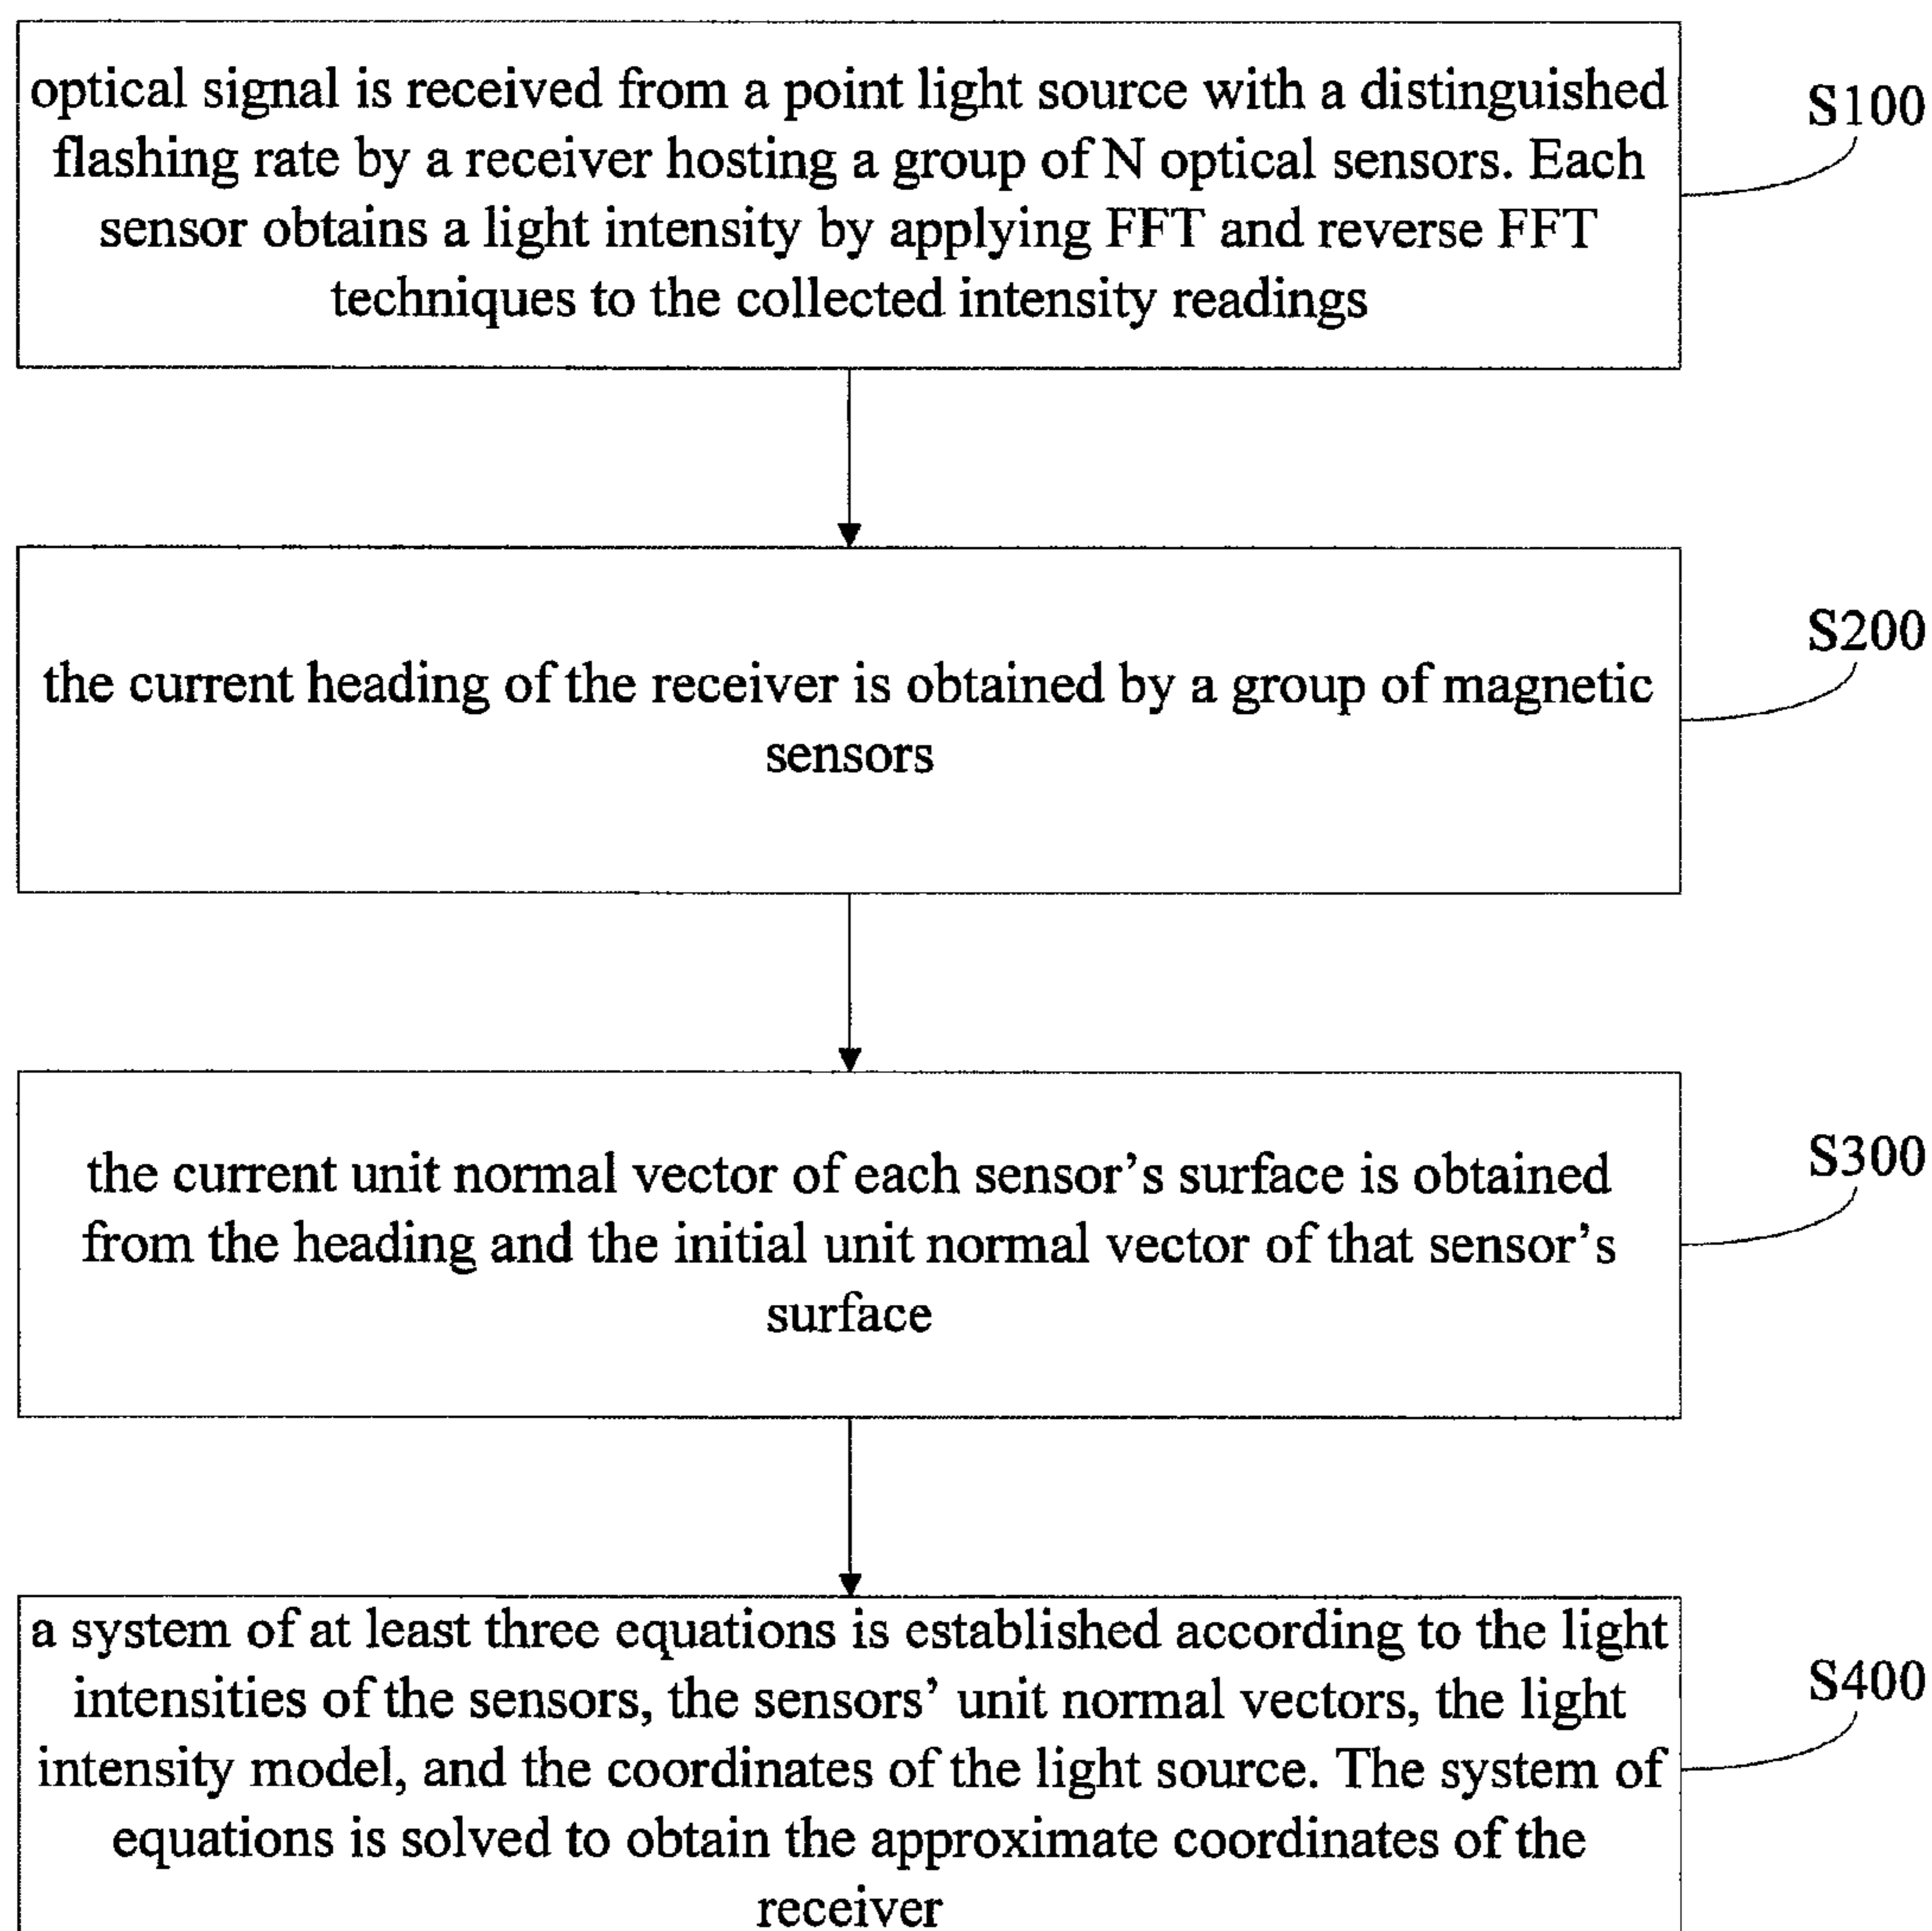 optical signal is received from a point light source with a distinguished
flashing rate by a receiver hosting a group of N optical sensors. Each
sensor obtains a light intensity by applying FFT and reverse FFT
techniques to the collected intensity readings
S100
the current heading of the receiver is obtained by a group of magnetic
sensors
S200
the current unit normal vector of each sensor’s surface is obtained
from the heading and the initial unit normal vector of that sensor’s
surface
S300
a system of at least three equations is established according to the light
intensities of the sensors, the sensors’ unit normal vectors, the light
intensity model, and the coordinates of the light source. The system of
equations is solved to obtain the approximate coordinates of the
receiver
S400